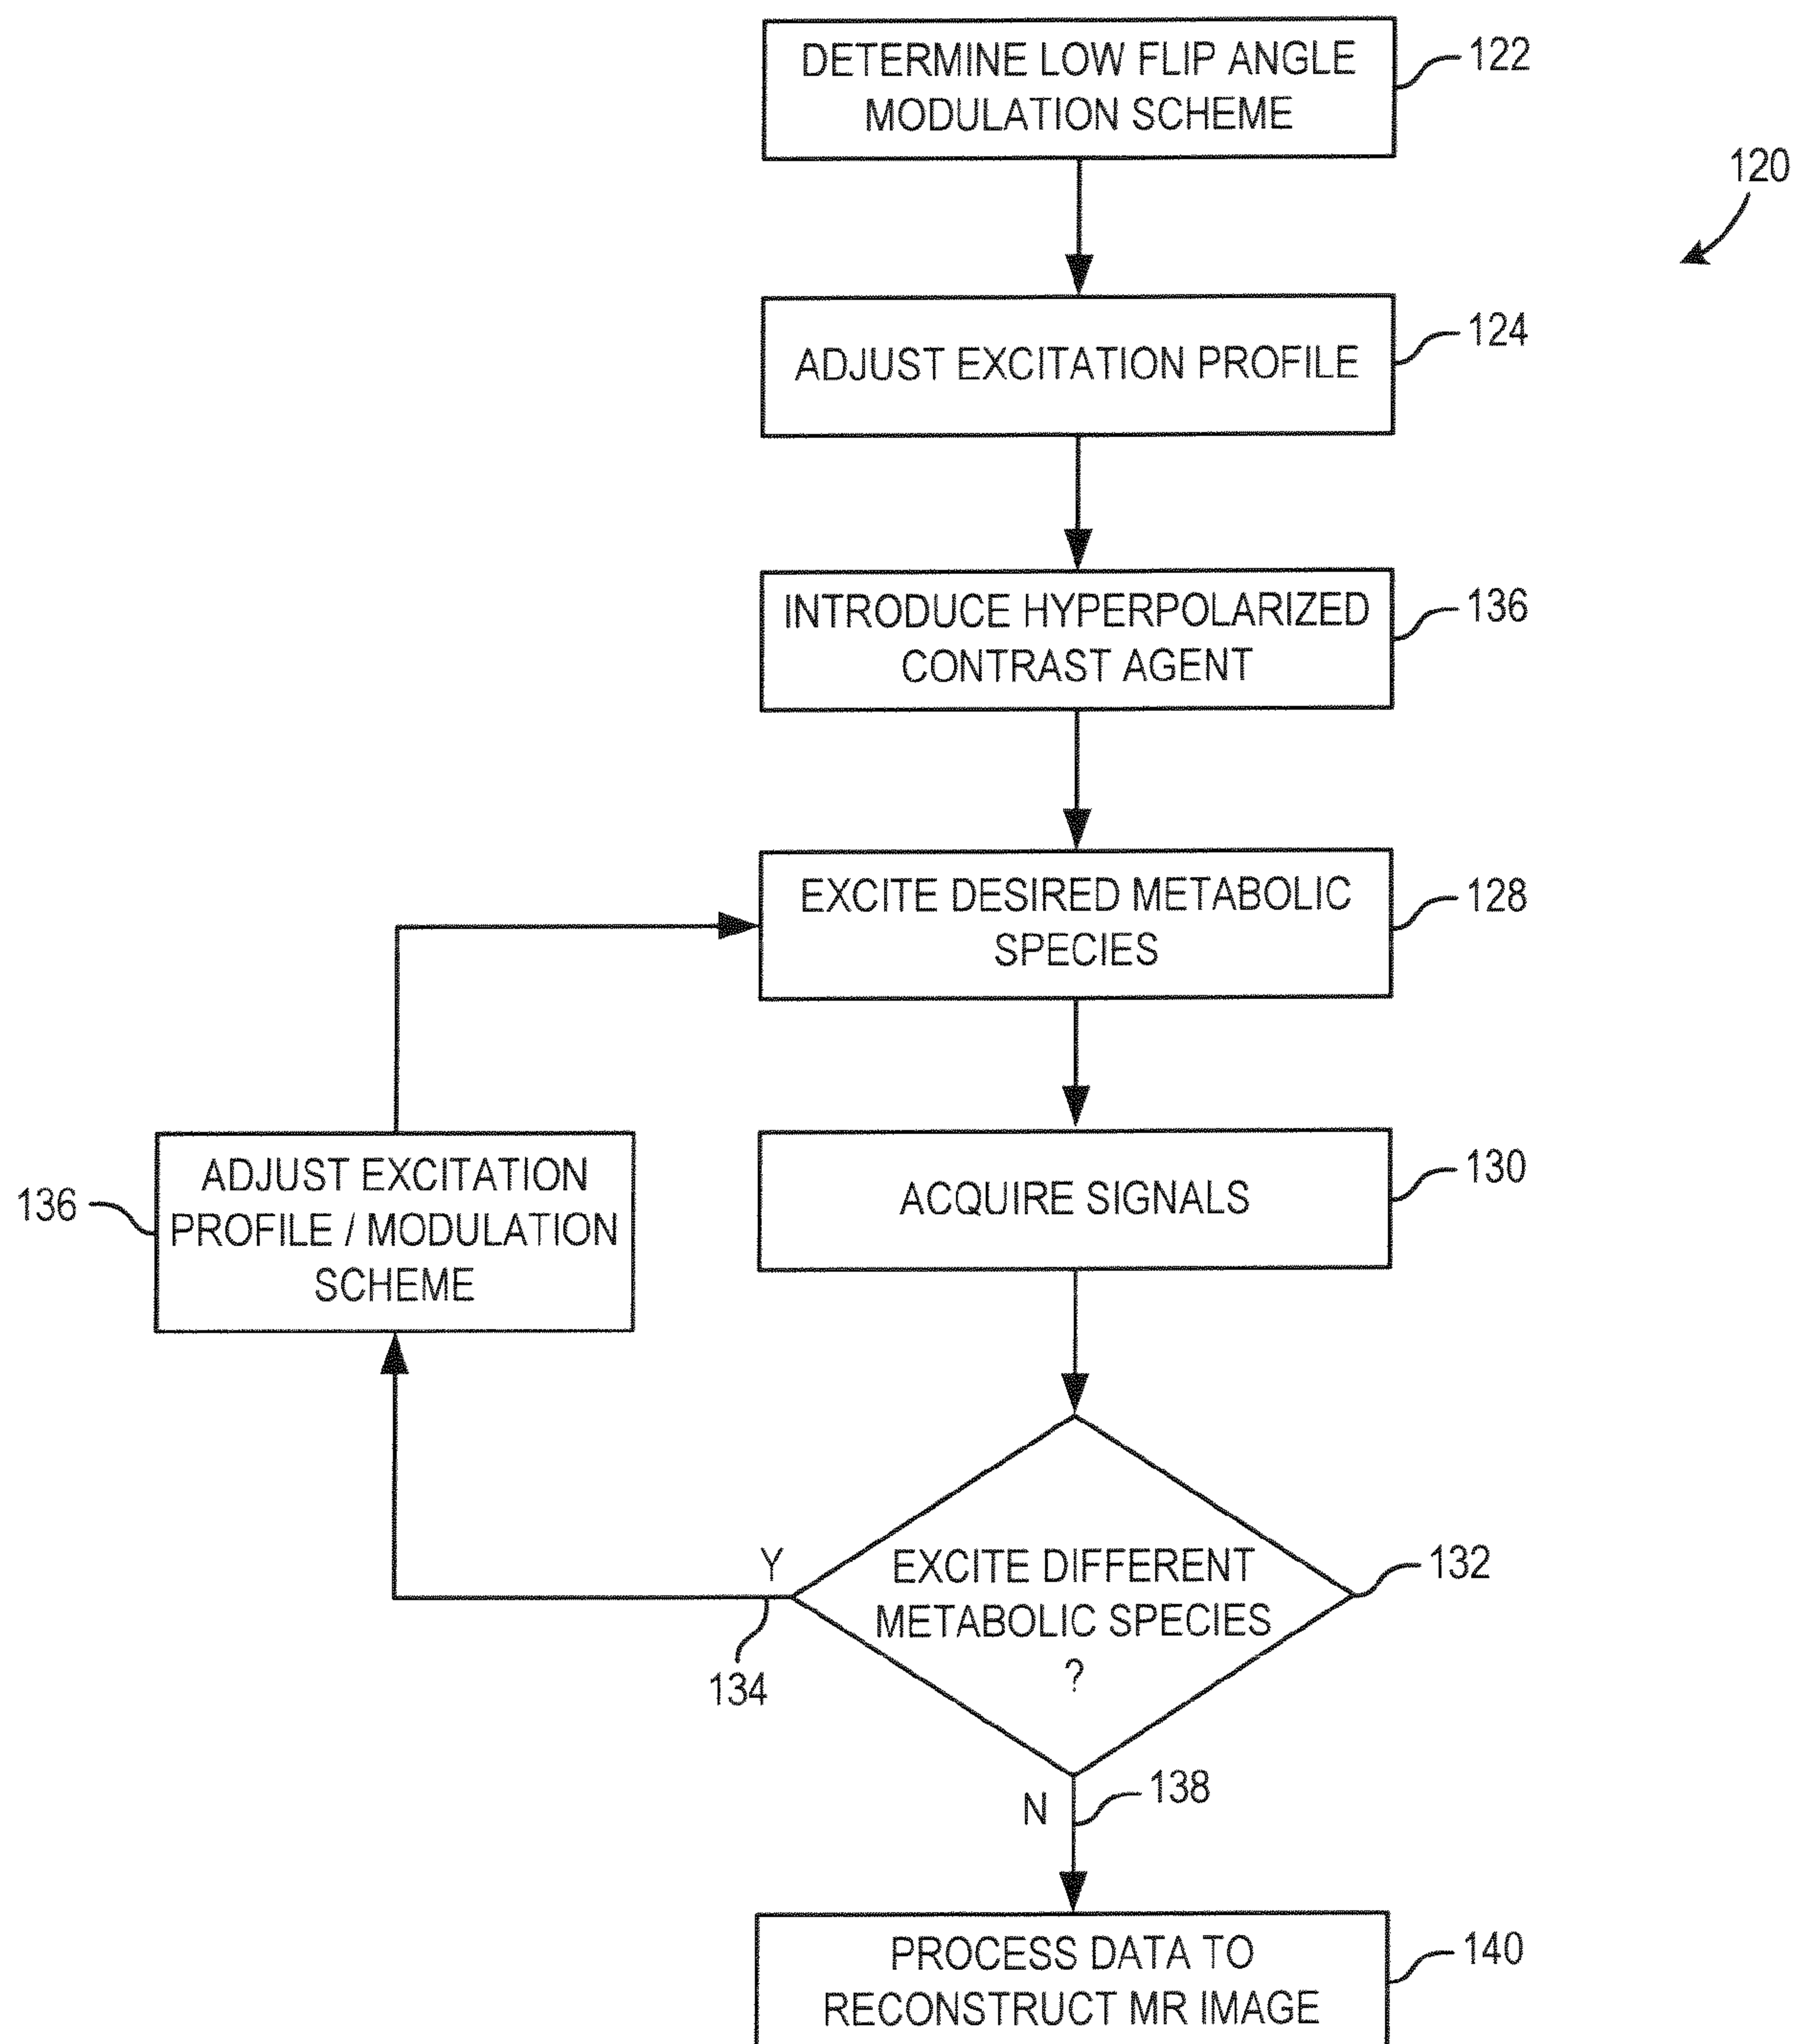 DETERMINE LOW FLIP ANGLE
MODULATION SCHEME
122
120
ADJUST EXCITATION PROFILE
124
INTRODUCE HYPERPOLARIZED
CONTRAST AGENT
136
EXCITE DESIRED METABOLIC
SPECIES
128
ACQUIRE SIGNALS
130
136
ADJUST EXCITATION
PROFILE / MODULATION
SCHEME
EXCITE DIFFERENT
METABOLIC SPECIES
?
132
Y
134
N
138
PROCESS DATA TO
RECONSTRUCT MR IMAGE
140